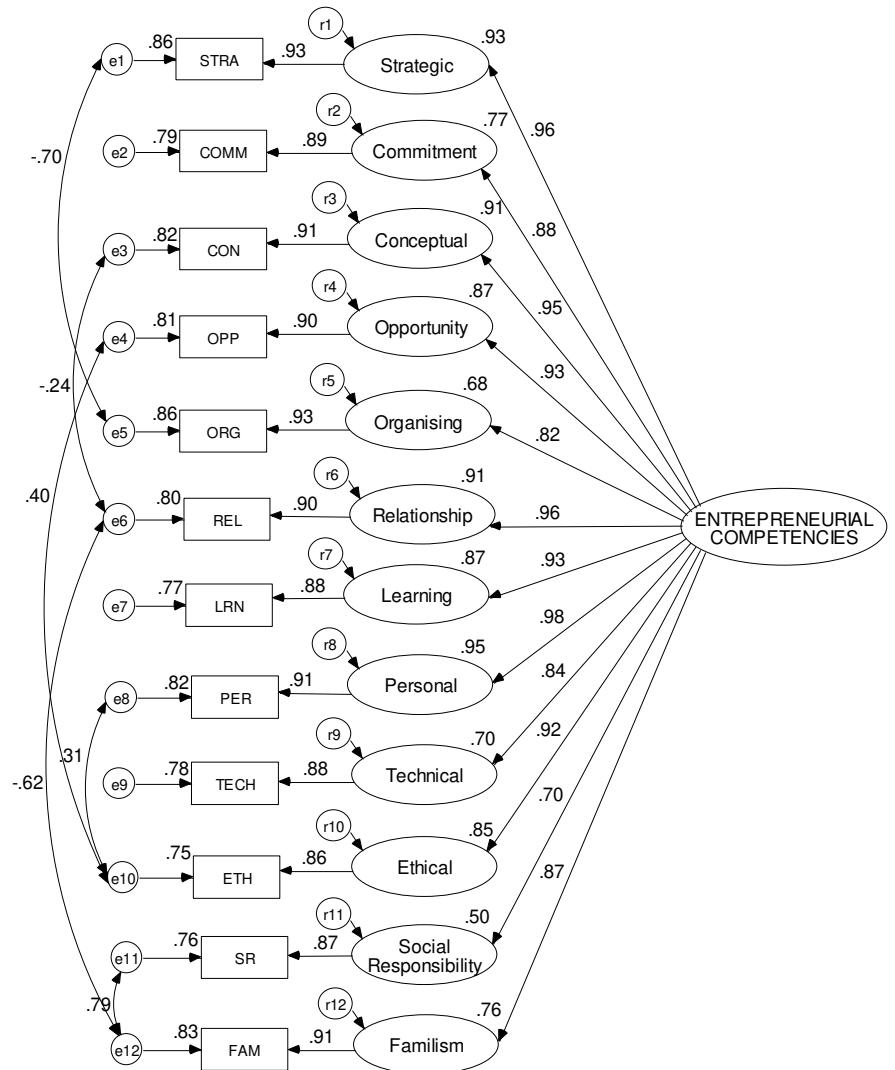 r1
.93
.86
e1
STRA
.93
Strategic
.96
r2
.77
.79
e2
COMM
.89
Commitment
.88
-.70
r3
.91
.82
e3
CON
.91
Conceptual
.95
r4
.87
.81
e4
OPP
.90
Opportunity
.93
-.24
r5
.68
.86
e5
ORG
.93
Organising
.82
.40
r6
.91
.80
e6
REL
.90
Relationship
.96
ENTREPRENEURIAL
COMPETENCIES
r7
.87
.77
e7
LRN
.88
Learning
.93
r8
.95
.82
e8
PER
.91
Personal
.98
.31
-.62
r9
.70
.78
e9
TECH
.88
Technical
.84
r10
.85
.75
e10
ETH
.86
Ethical
.92
r11
.50
.76
e11
SR
.87
Social
Responsibility
.70
.79
r12
.76
.83
e12
FAM
.91
Familism
.87